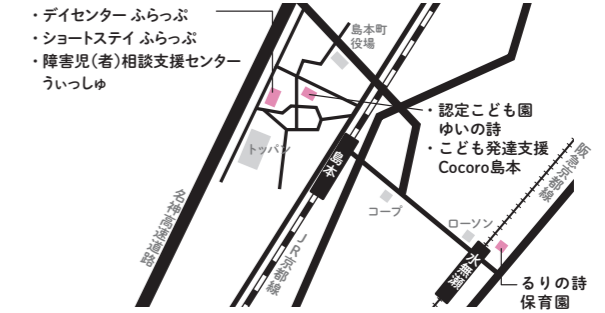 ・デイセンター ふらっぷ
・ショートステイ ふらっぷ
・障害児(者)相談支援センター
うぃっしゅ
島本町
役場
・認定こども園
ゆいの詩
・こども発達支援
Cocoro島本
トッパン
島本
阪急京都線
コープ
ローソン
名神高速道路
JR京都線
水無瀬
るりの詩
保育園